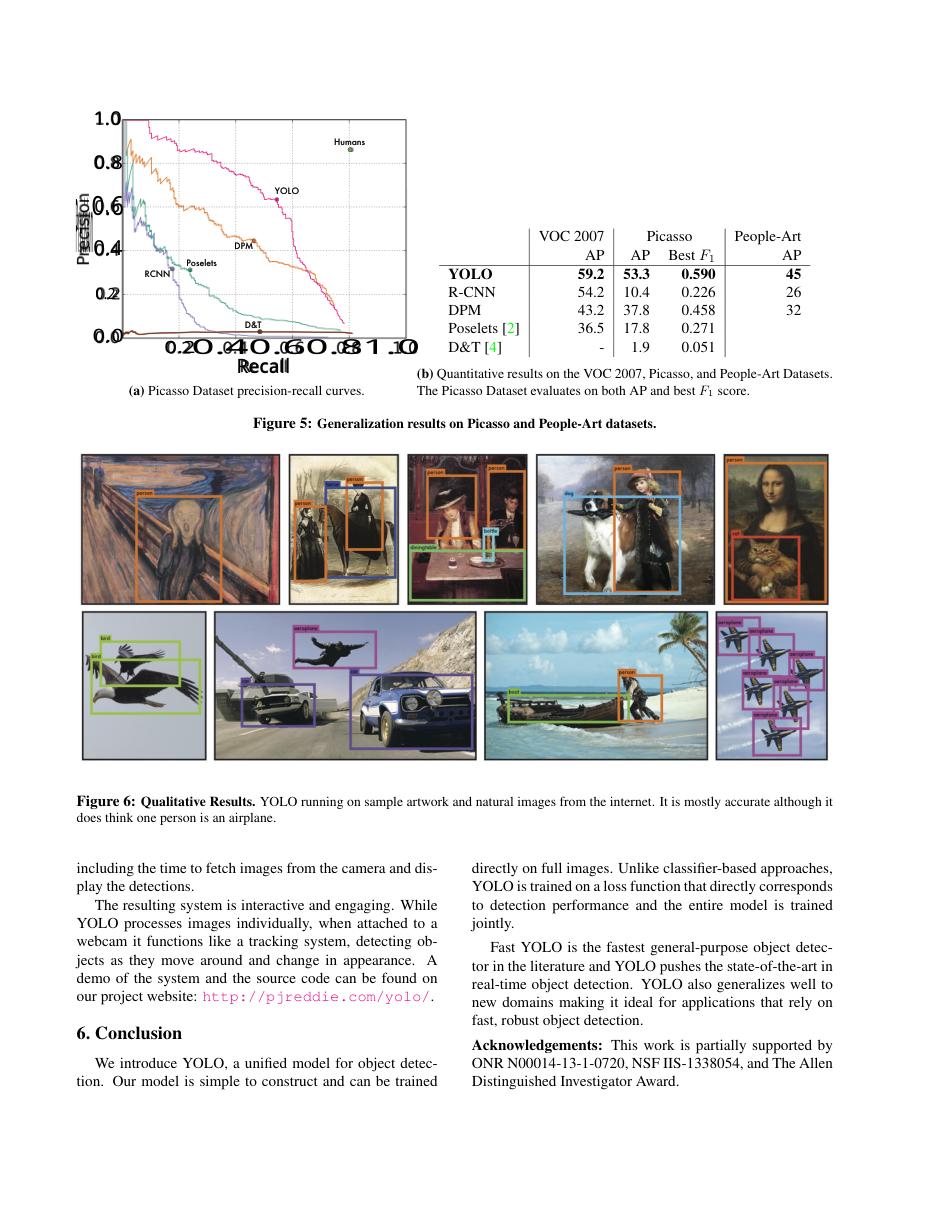 1.0
0.8
0.6
0.4
0.2
0.0
Precision
Humans
YOLO
DPM
Poselets
RCNN
D&T
0.2 0.4 0.6 0.8 1.0
Recall
(a) Picasso Dataset precision-recall curves.
VOC 2007 Picasso People-Art
AP AP Best F1 AP
YOLO 59.2 53.3 0.590 45
R-CNN 54.2 10.4 0.226 26
DPM 43.2 37.8 0.458 32
Poselets [2] 36.5 17.8 0.271
D&T [4] - 1.9 0.051
(b) Quantitative results on the VOC 2007, Picasso, and People-Art Datasets.
The Picasso Dataset evaluates on both AP and best F1 score.
Figure 5: Generalization results on Picasso and People-Art datasets.
person
person
person
person
person
bottle
diningtable
person
dog
cat
bird
bird
aeroplane
car
car
boat
person
aeroplane
aeroplane
aeroplane
aeroplane
aeroplane
aeroplane
Figure 6: Qualitative Results. YOLO running on sample artwork and natural images from the internet. It is mostly accurate although it
does think one person is an airplane.
including the time to fetch images from the camera and dis-
play the detections.
The resulting system is interactive and engaging. While
YOLO processes images individually, when attached to a
webcam it functions like a tracking system, detecting ob-
jects as they move around and change in appearance. A
demo of the system and the source code can be found on
our project website: http://pjreddie.com/yolo/.
6. Conclusion
We introduce YOLO, a unified model for object detec-
tion. Our model is simple to construct and can be trained
directly on full images. Unlike classifier-based approaches,
YOLO is trained on a loss function that directly corresponds
to detection performance and the entire model is trained
jointly.
Fast YOLO is the fastest general-purpose object detec-
tor in the literature and YOLO pushes the state-of-the-art in
real-time object detection. YOLO also generalizes well to
new domains making it ideal for applications that rely on
fast, robust object detection.
Acknowledgements: This work is partially supported by
ONR N00014-13-1-0720, NSF IIS-1338054, and The Allen
Distinguished Investigator Award.